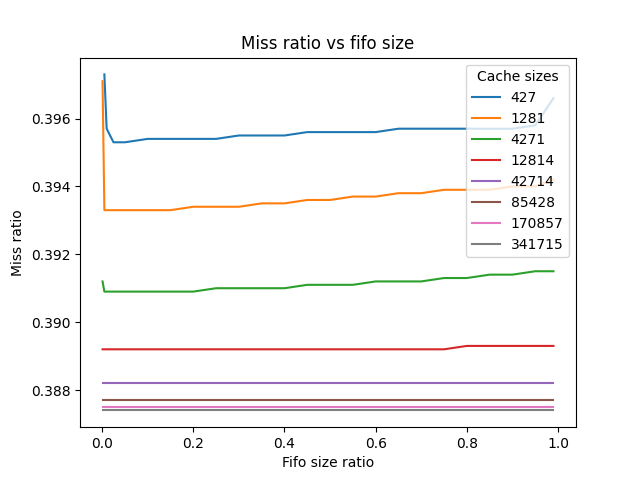 Miss ratio vs fifo size
Cache sizes
427
1281
4271
12814
42714
85428
170857
341715
0.396
0.394
0.392
0.390
0.388
Miss ratio
0.0 0.2 0.4 0.6 0.8 1.0
Fifo size ratio